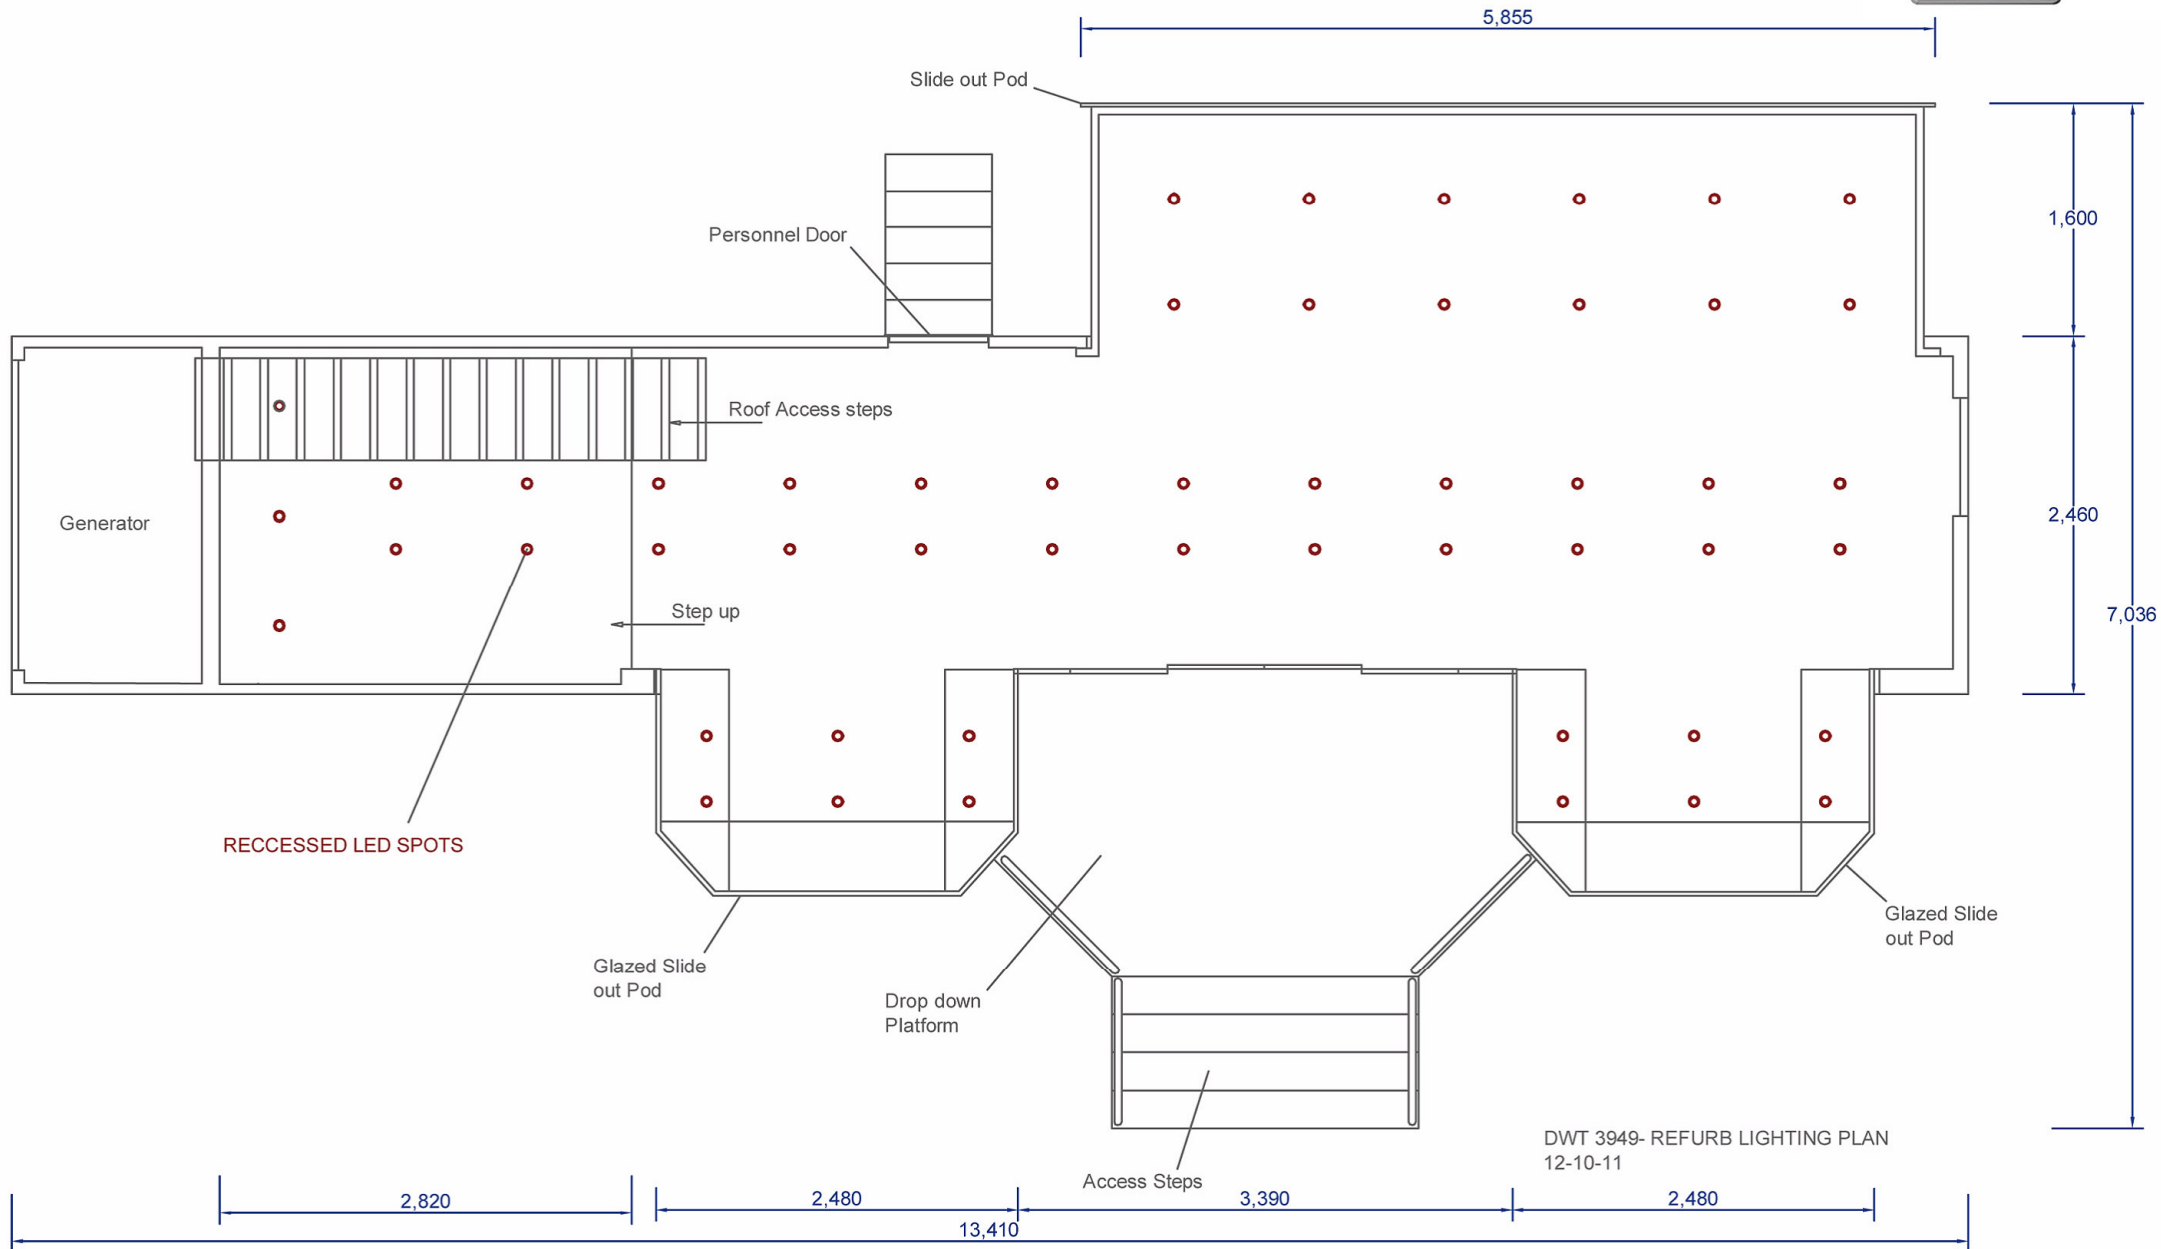 5,855
Slide out Pod
Personnel Door
1,600
Roof Access steps
Generator
2,460
Step up
7,036
RECCESSED LED SPOTS
Glazed Slide
out Pod
Glazed Slide
out Pod
Drop down
Platform
DWT 3949- REFURB LIGHTING PLAN
12-10-11
Access Steps
2,820
2,480
3,390
2,480
13,410